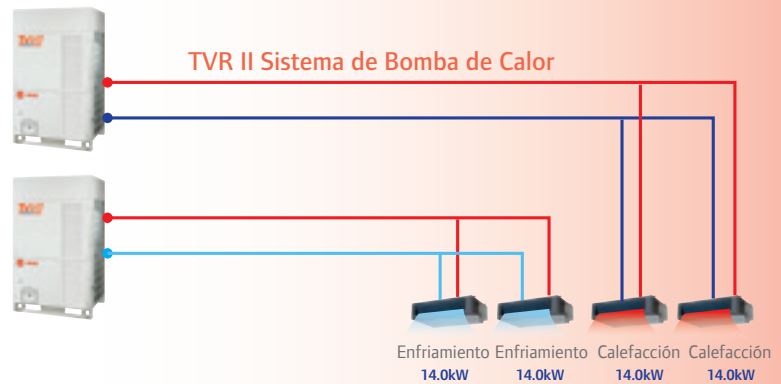 TVR II Sistema de Bomba de Calor
Enfriamiento Enfriamiento Calefacción Calefacción
14.0kW 14.0kW 14.0kW 14.0kW